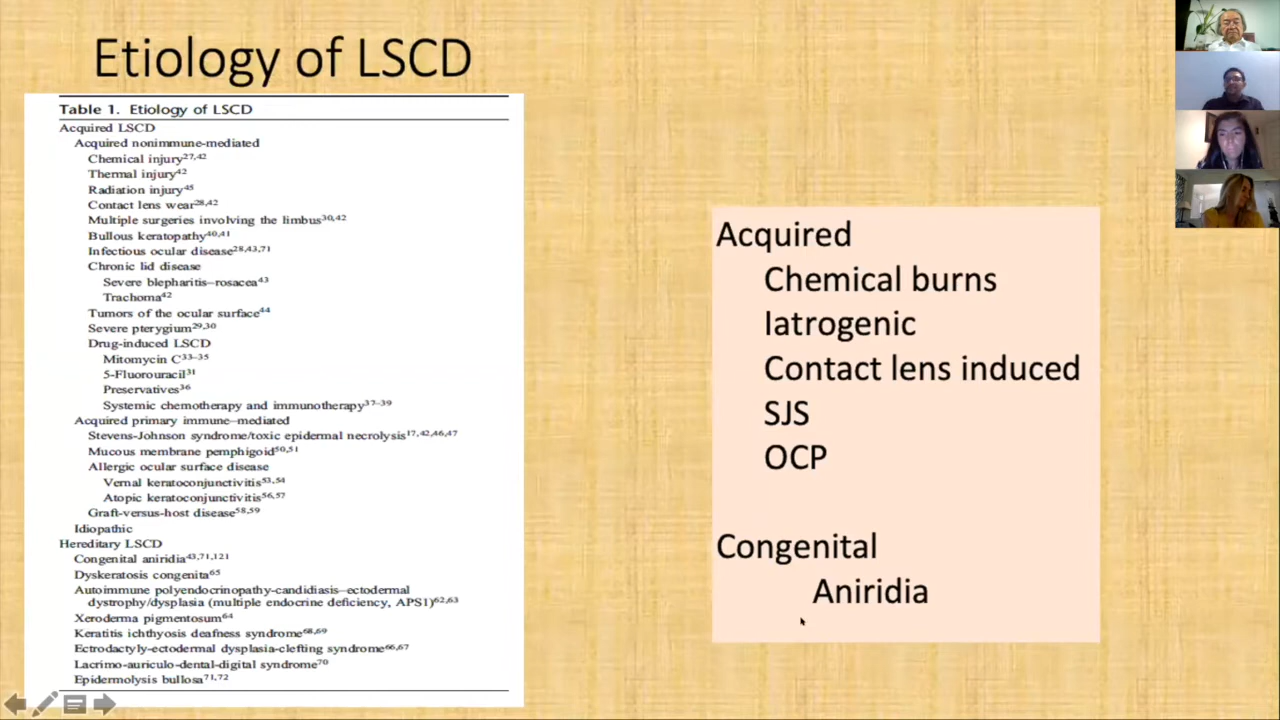 Etiology of LSCD
Table 1. Etiology of LSCD
Acquired LSCD
Acquired nonimmune-mediated
Chemical injury27,42
Thermal injury42
Radiation injury45
Contact lens wear28,42
Multiple surgeries involving the limbus30,42
Bullous keratopathy40,41
Infectious ocular disease28,43,71
Chronic lid disease
Severe blepharitis–rosacea43
Trachoma42
Tumors of the ocular surface44
Severe pterygium29,30
Drug-induced LSCD
Mitomycin C33–35
5-Fluorouracil31
Preservatives36
Systemic chemotherapy and immunotherapy37–39
Acquired primary immune–mediated
Stevens-Johnson syndrome/toxic epidermal necrolysis17,42,46,47
Mucous membrane pemphigoid50,51
Allergic ocular surface disease
Vernal keratoconjunctivitis53,54
Atopic keratoconjunctivitis56,57
Graft-versus-host disease58,59
Idiopathic
Hereditary LSCD
Congenital aniridia43,71,121
Dyskeratosis congenita65
Autoimmune polyendocrinopathy-candidiasis–ectodermal
dystrophy/dysplasia (multiple endocrine deficiency, APS1)62,63
Xeroderma pigmentosum64
Keratitis ichthyosis deafness syndrome68,69
Ectrodactyly-ectodermal dysplasia-clefting syndrome66,67
Lacrimo-auriculo-dental-digital syndrome70
Epidermolysis bullosa71,72
Acquired
Chemical burns
Iatrogenic
Contact lens induced
SJS
OCP
Congenital
Aniridia